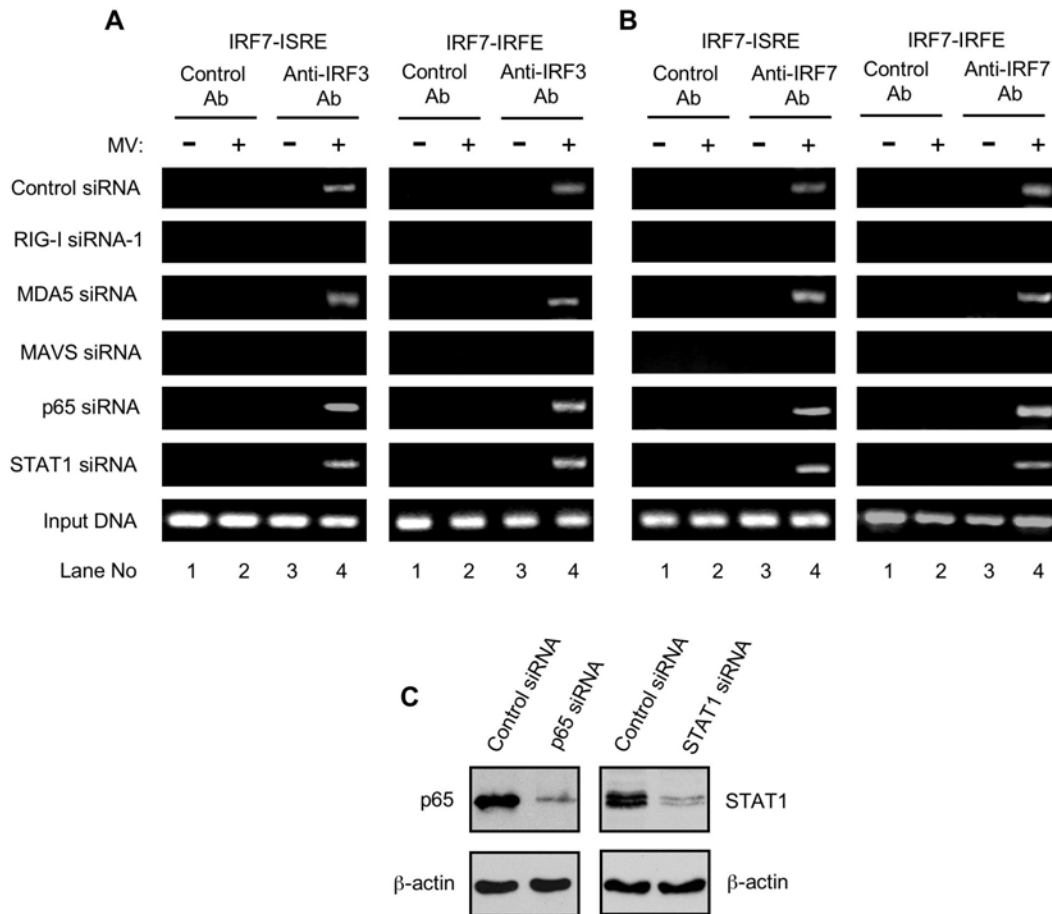 A
B
IRF7-ISRE
IRF7-IRFE
IRF7-ISRE
IRF7-IRFE
Control Ab
Anti-IRF3 Ab
Control Ab
Anti-IRF3 Ab
Control Ab
Anti-IRF7 Ab
Control Ab
Anti-IRF7 Ab
MV: - + - + - + - + - + - + - + - +
Control siRNA
RIG-I siRNA-1
MDA5 siRNA
MAVS siRNA
p65 siRNA
STAT1 siRNA
Input DNA
Lane No 1 2 3 4 1 2 3 4 1 2 3 4 1 2 3 4
C
Control siRNA
p65 siRNA
Control siRNA
STAT1 siRNA
p65
STAT1
β-actin
β-actin